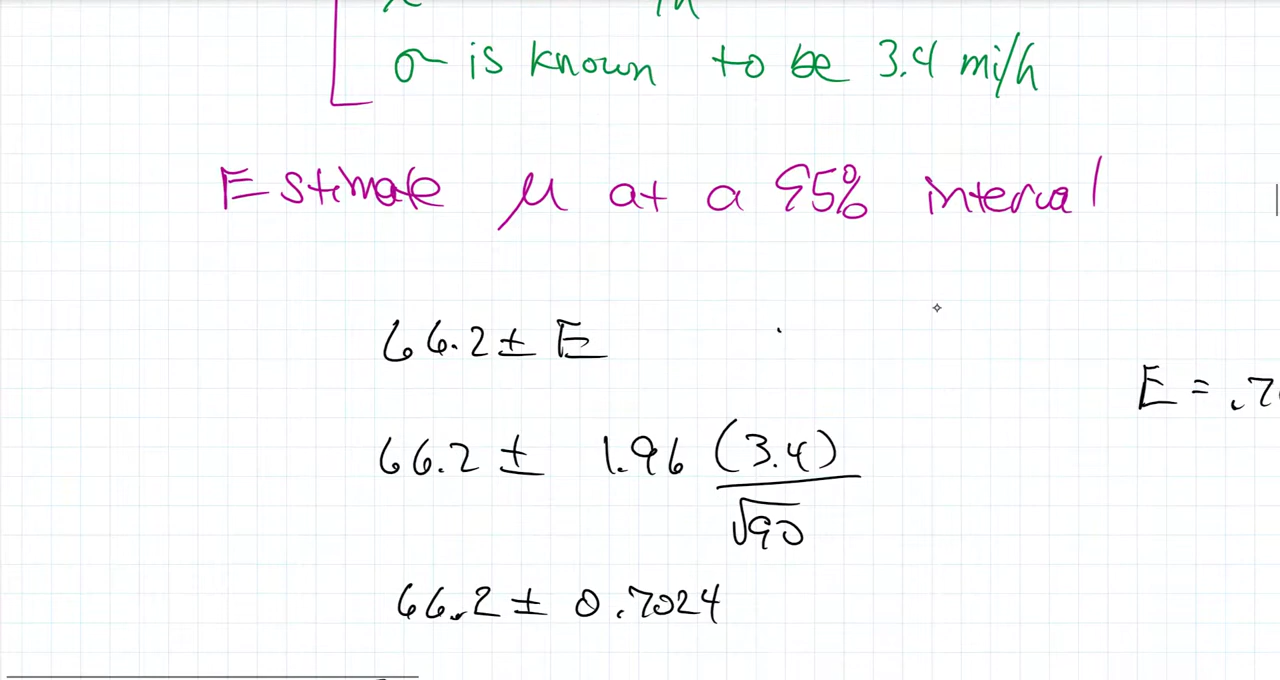 σ is known to be 3.4 mi/h
Estimate μ at a 95% interval
66.2 ± E
E = .7
66.2 ± 1.96 (3.4)
√90
66.2 ± 0.7024